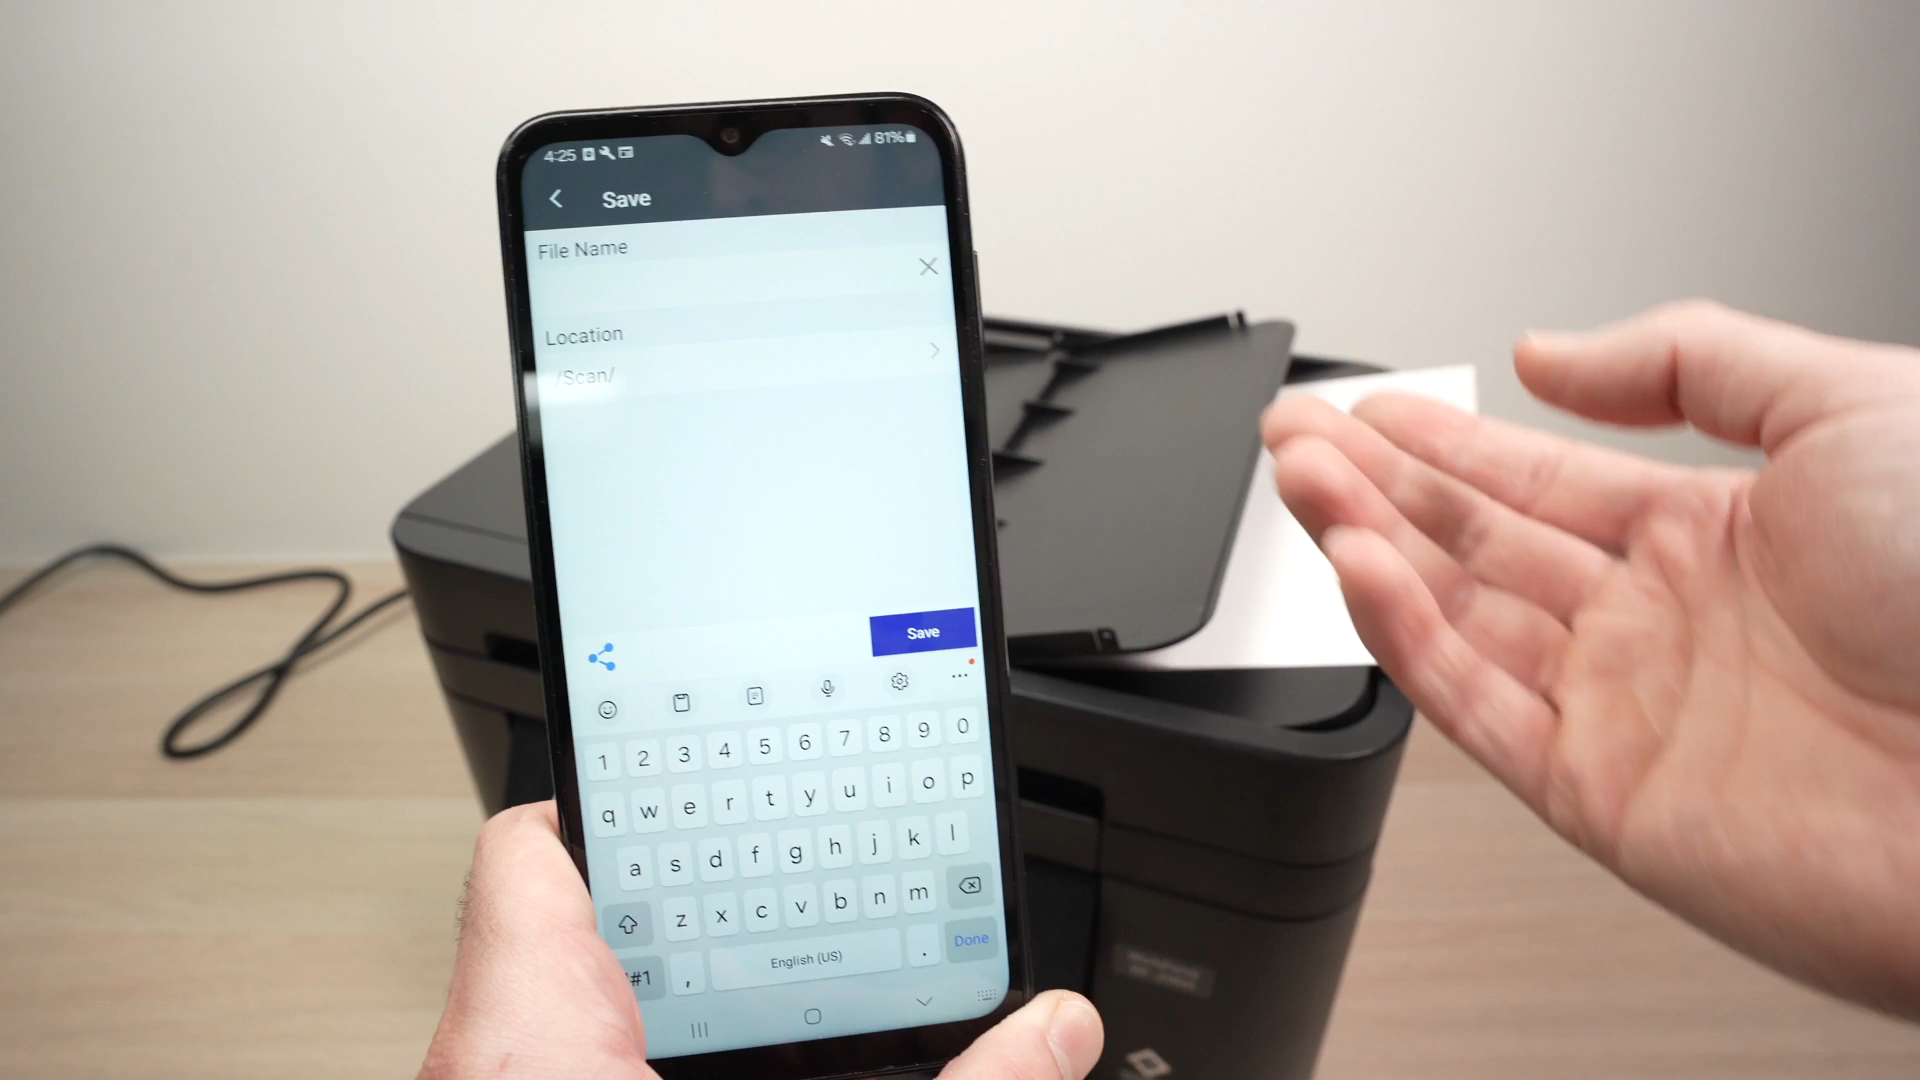 4:25
81%
Save
File Name
Location
/Scan/
Save
1 2 3 4 5 6 7 8 9 0
q w e r t y u i o p
a s d f g h j k l
z x c v b n m
!#1 , English (US) . Done